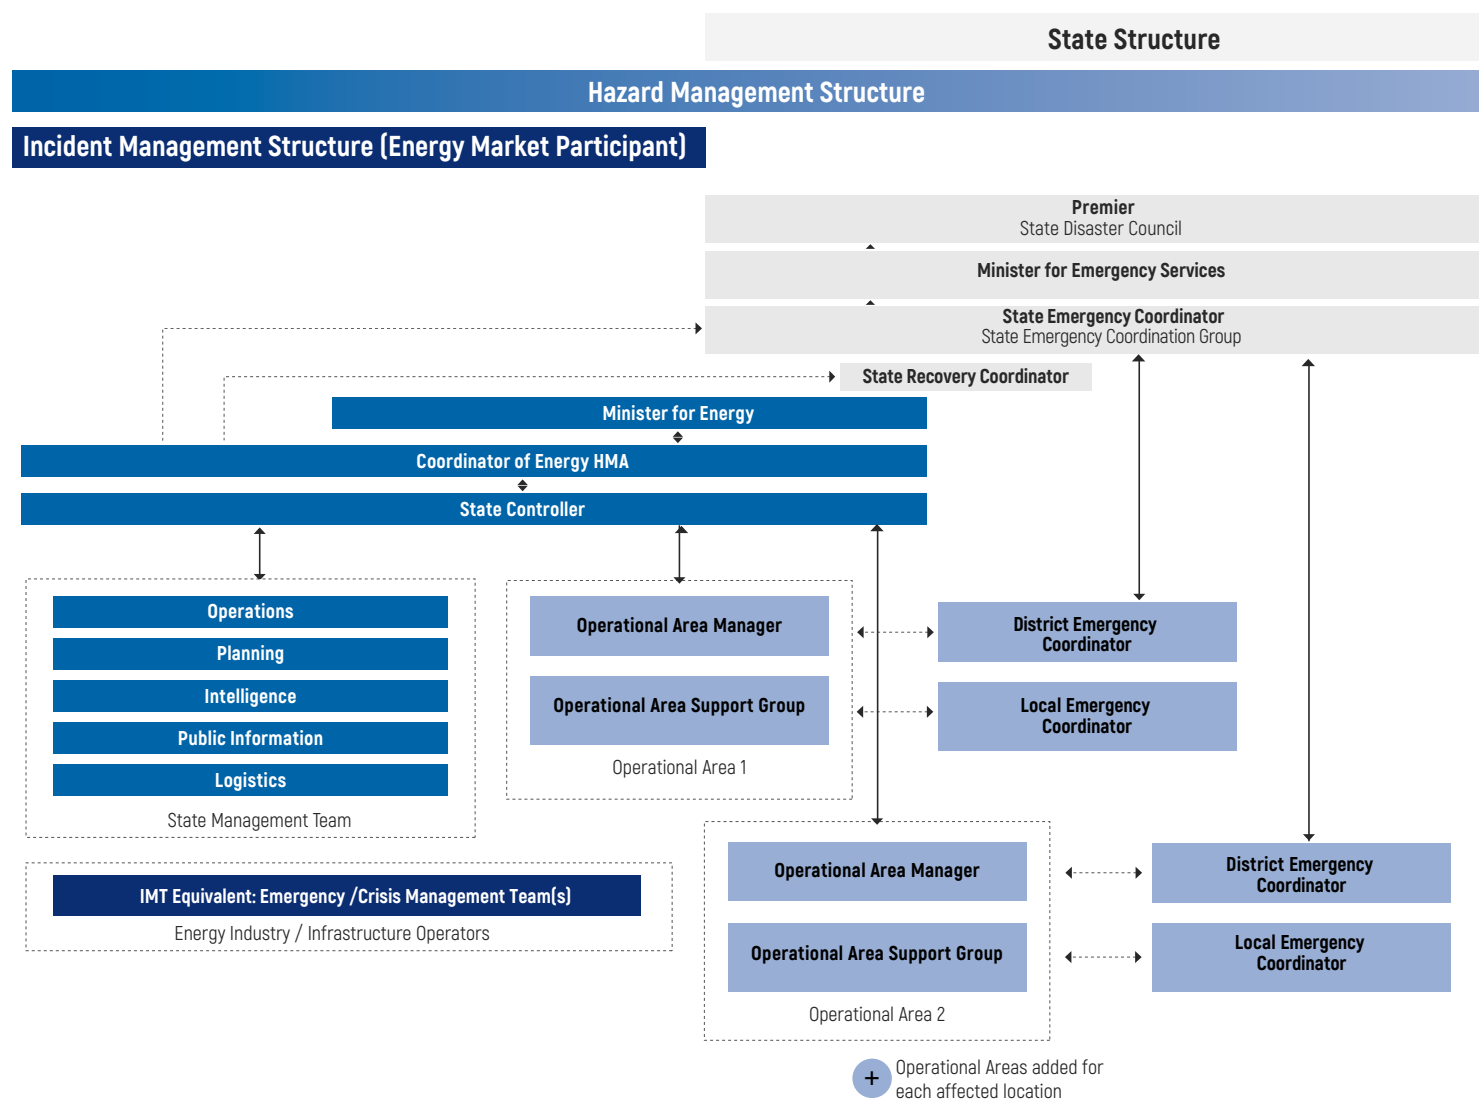 State Structure
Hazard Management Structure
Incident Management Structure (Energy Market Participant)
Premier
State Disaster Council
Minister for Emergency Services
State Emergency Coordinator
State Emergency Coordination Group
State Recovery Coordinator
Minister for Energy
Coordinator of Energy HMA
State Controller
Operations
Planning
Intelligence
Public Information
Logistics
State Management Team
Operational Area Manager
Operational Area Support Group
Operational Area 1
District Emergency
Coordinator
Local Emergency
Coordinator
Operational Area Manager
Operational Area Support Group
Operational Area 2
District Emergency
Coordinator
Local Emergency
Coordinator
IMT Equivalent: Emergency /Crisis Management Team(s)
Energy Industry / Infrastructure Operators
+
Operational Areas added for
each affected location